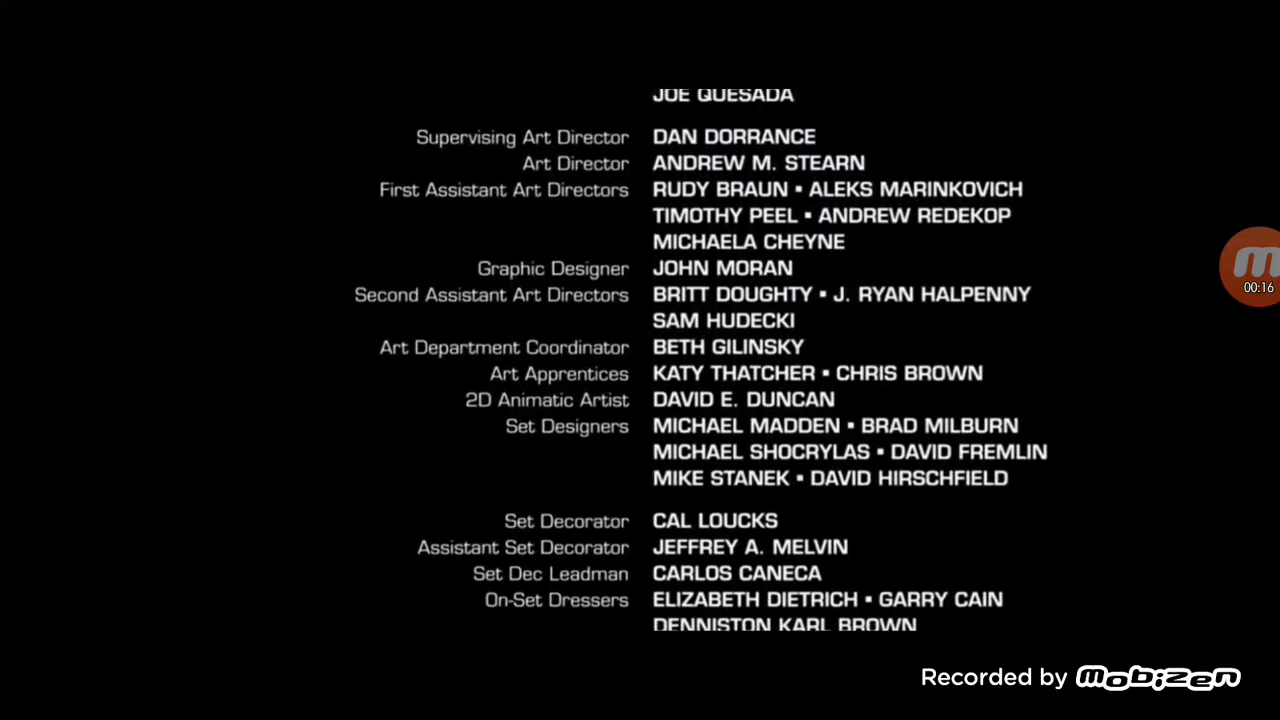 JOE QUESADA
Supervising Art Director DAN DORRANCE
Art Director ANDREW M. STEARN
First Assistant Art Directors RUDY BRAUN ▪ ALEKS MARINKOVICH
TIMOTHY PEEL ▪ ANDREW REDEKOP
MICHAELA CHEYNE
Graphic Designer JOHN MORAN
Second Assistant Art Directors BRITT DOUGHTY ▪ J. RYAN HALPENNY
SAM HUDECKI
Art Department Coordinator BETH GILINSKY
Art Apprentices KATY THATCHER ▪ CHRIS BROWN
2D Animatic Artist DAVID E. DUNCAN
Set Designers MICHAEL MADDEN ▪ BRAD MILBURN
MICHAEL SHOCRYLAS ▪ DAVID FREMLIN
MIKE STANEK ▪ DAVID HIRSCHFIELD
Set Decorator CAL LOUCKS
Assistant Set Decorator JEFFREY A. MELVIN
Set Dec Leadman CARLOS CANECA
On-Set Dressers ELIZABETH DIETRICH ▪ GARRY CAIN
DENNISTON KARL BROWN
m
00:16
Recorded by mobizen